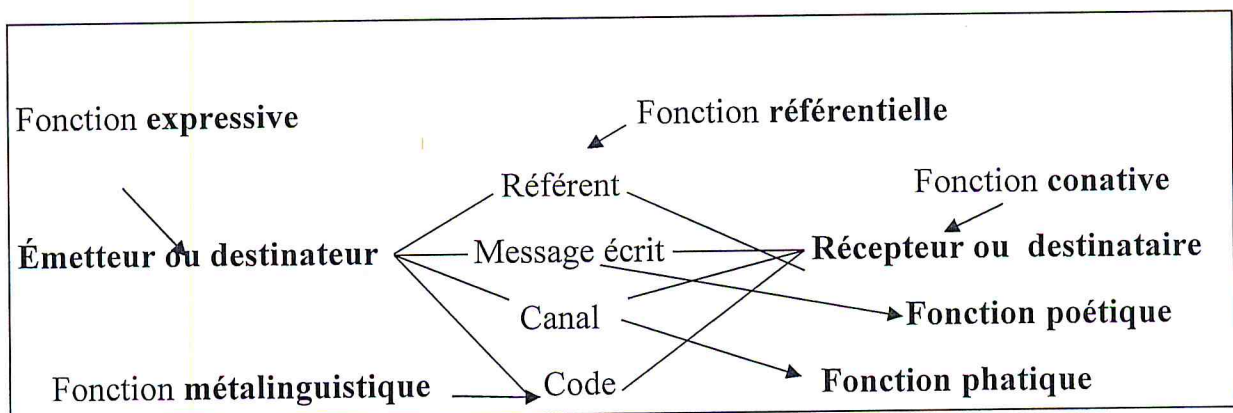 Fonction expressive
Fonction référentielle
Référent
Fonction conative
Émetteur ou destinateur
Message écrit
Récepteur ou destinataire
Canal
Fonction poétique
Fonction métalinguistique
Code
Fonction phatique